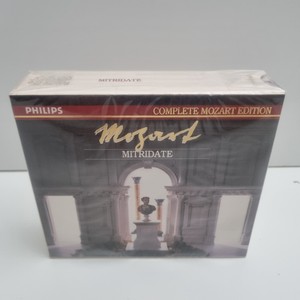 MITRIDATE
PHILIPS
COMPLETE MOZART EDITION
Mozart
MITRIDATE